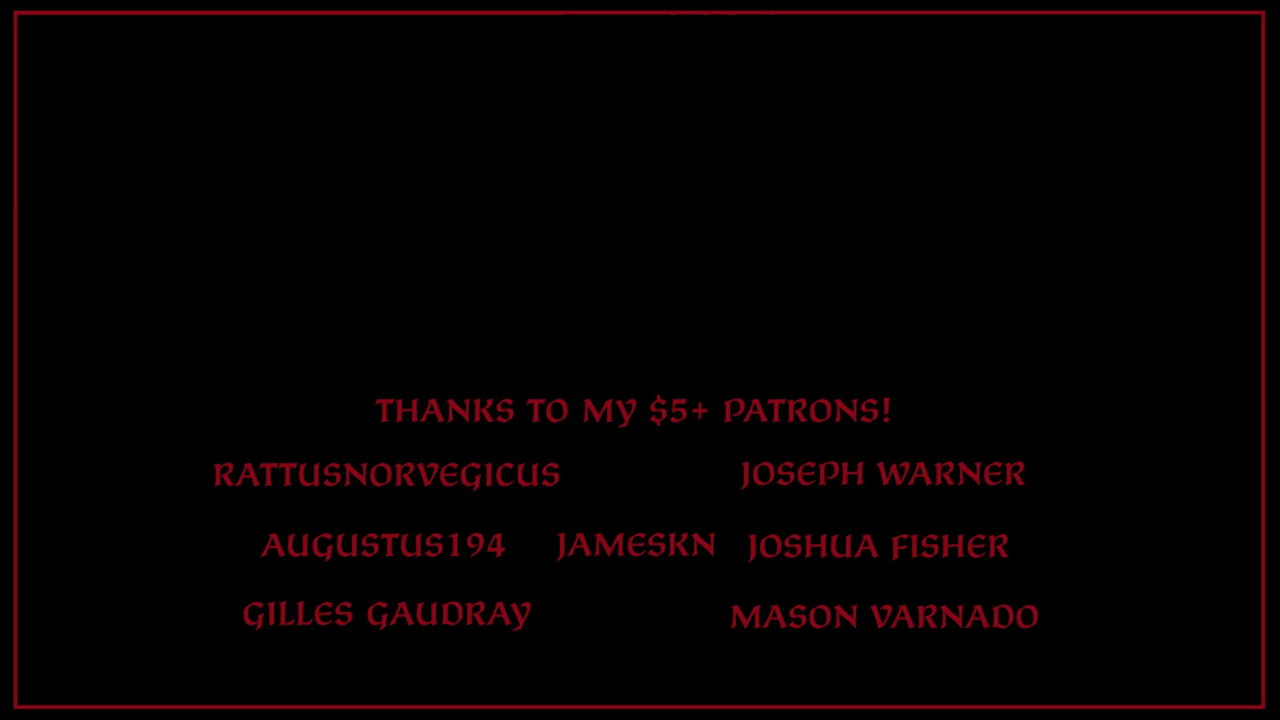 THANKS TO MY $5+ PATRONS!
RATTUSNORVEGICUS JOSEPH WARNER
AUGUSTUS194 JAMESKN JOSHUA FISHER
GILLES GAUDRAY MASON VARNADO